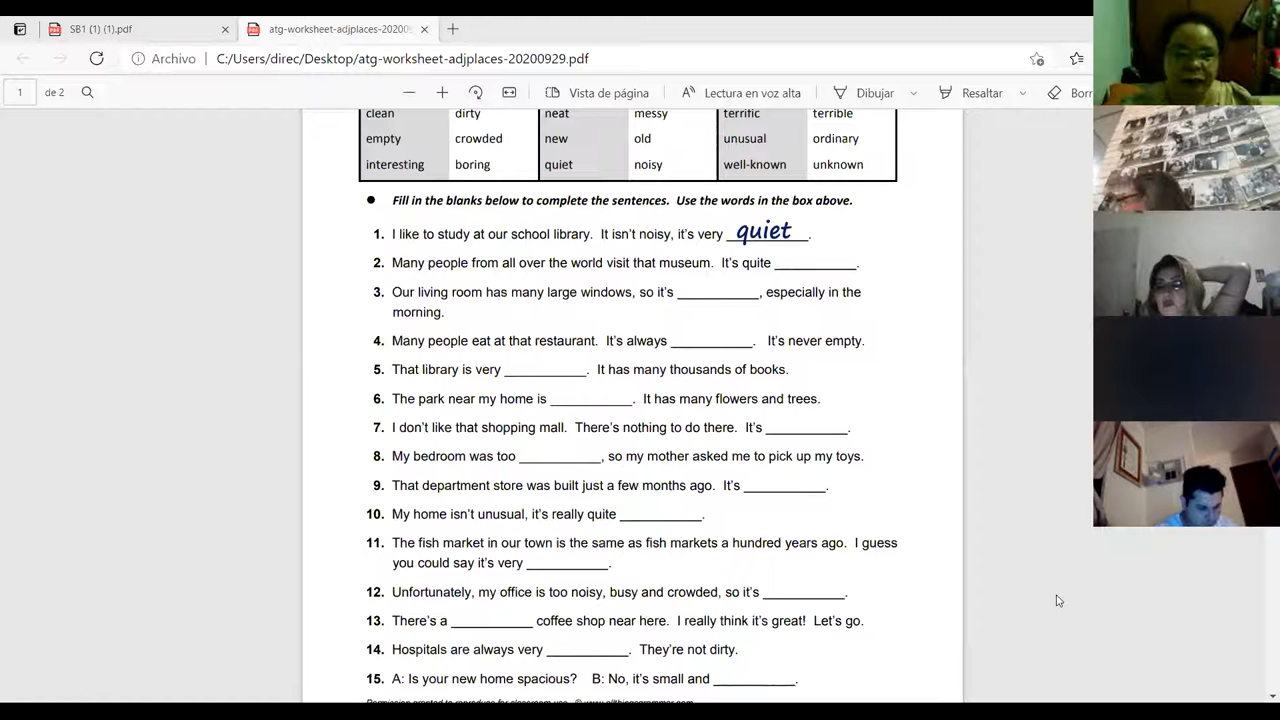 SB1 (1) (1).pdf
atg-worksheet-adjplaces-2020092
Archivo C:/Users/direc/Desktop/atg-worksheet-adjplaces-20200929.pdf
1 de 2 Vista de página Lectura en voz alta Dibujar Resaltar Borr
clean dirty neat messy terrific terrible
empty crowded new old unusual ordinary
interesting boring quiet noisy well-known unknown
Fill in the blanks below to complete the sentences. Use the words in the box above.
1. I like to study at our school library. It isn't noisy, it's very quiet.
2. Many people from all over the world visit that museum. It's quite ___________.
3. Our living room has many large windows, so it's ___________, especially in the
morning.
4. Many people eat at that restaurant. It's always ___________. It's never empty.
5. That library is very ___________. It has many thousands of books.
6. The park near my home is ___________. It has many flowers and trees.
7. I don't like that shopping mall. There's nothing to do there. It's ___________.
8. My bedroom was too ___________, so my mother asked me to pick up my toys.
9. That department store was built just a few months ago. It's ___________.
10. My home isn't unusual, it's really quite ___________.
11. The fish market in our town is the same as fish markets a hundred years ago. I guess
you could say it's very ___________.
12. Unfortunately, my office is too noisy, busy and crowded, so it's ___________.
13. There's a ___________ coffee shop near here. I really think it's great! Let's go.
14. Hospitals are always very ___________. They're not dirty.
15. A: Is your new home spacious? B: No, it's small and ___________.
Permission granted to reproduce for classroom use. © www.allthingsgrammar.com